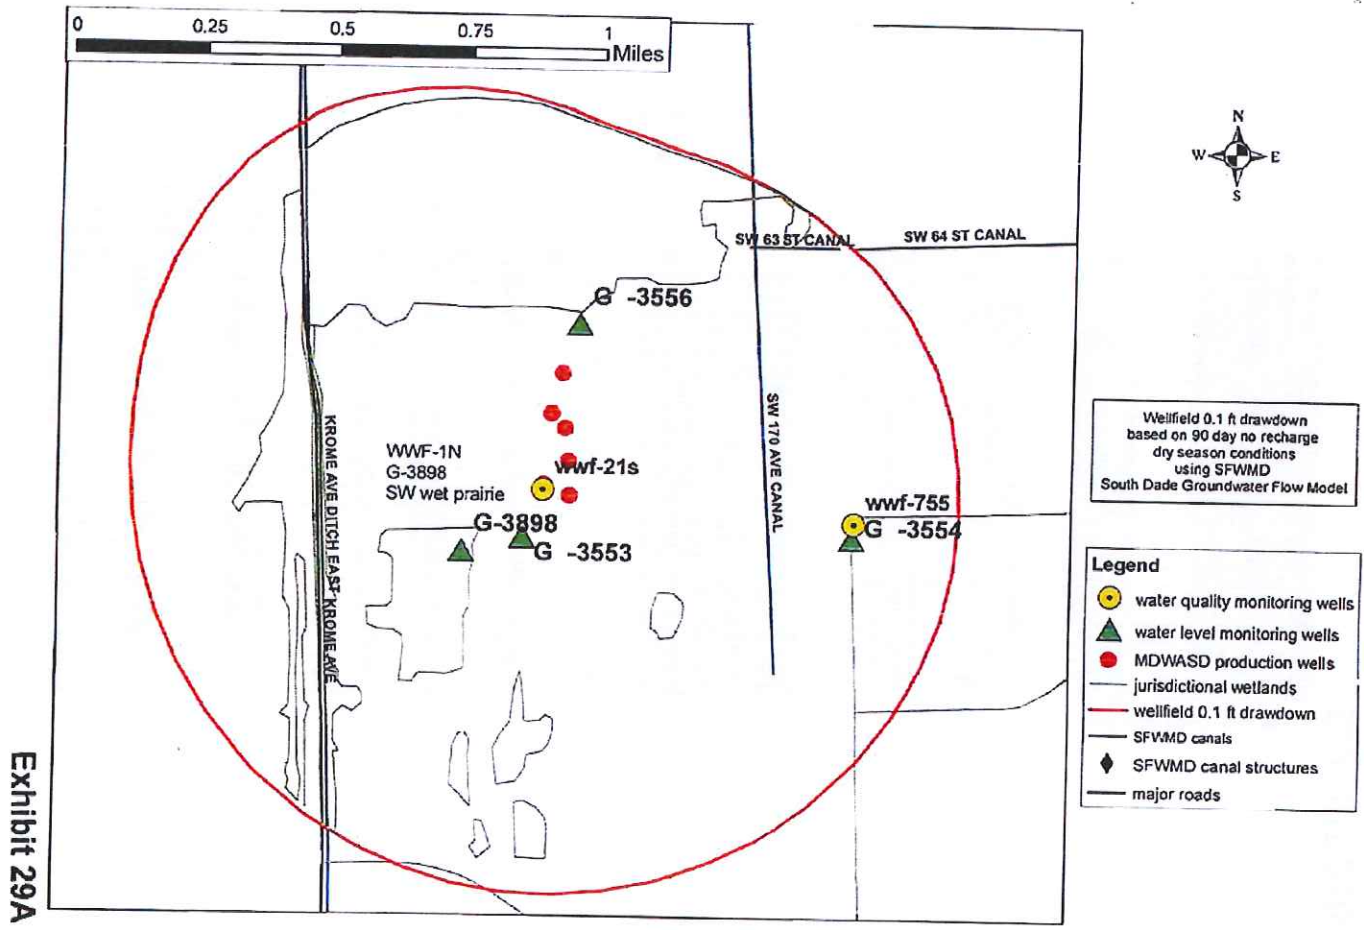 0 0.25 0.5 0.75 1
Miles
N
W E
S
SW 63 ST CANAL
SW 64 ST CANAL
G -3556
SW 170 AVE CANAL
KROME AVE DITCH EAST KROME AVE
WWF-1N
G-3898
SW wet prairie
wwf-21s
G-3898
G -3553
wwf-755
G -3554
Wellfield 0.1 ft drawdown
based on 90 day no recharge
dry season conditions
using SFWMD
South Dade Groundwater Flow Model
Legend
water quality monitoring wells
water level monitoring wells
MDWASD production wells
jurisdictional wetlands
wellfield 0.1 ft drawdown
SFWMD canals
SFWMD canal structures
major roads
Exhibit 29A